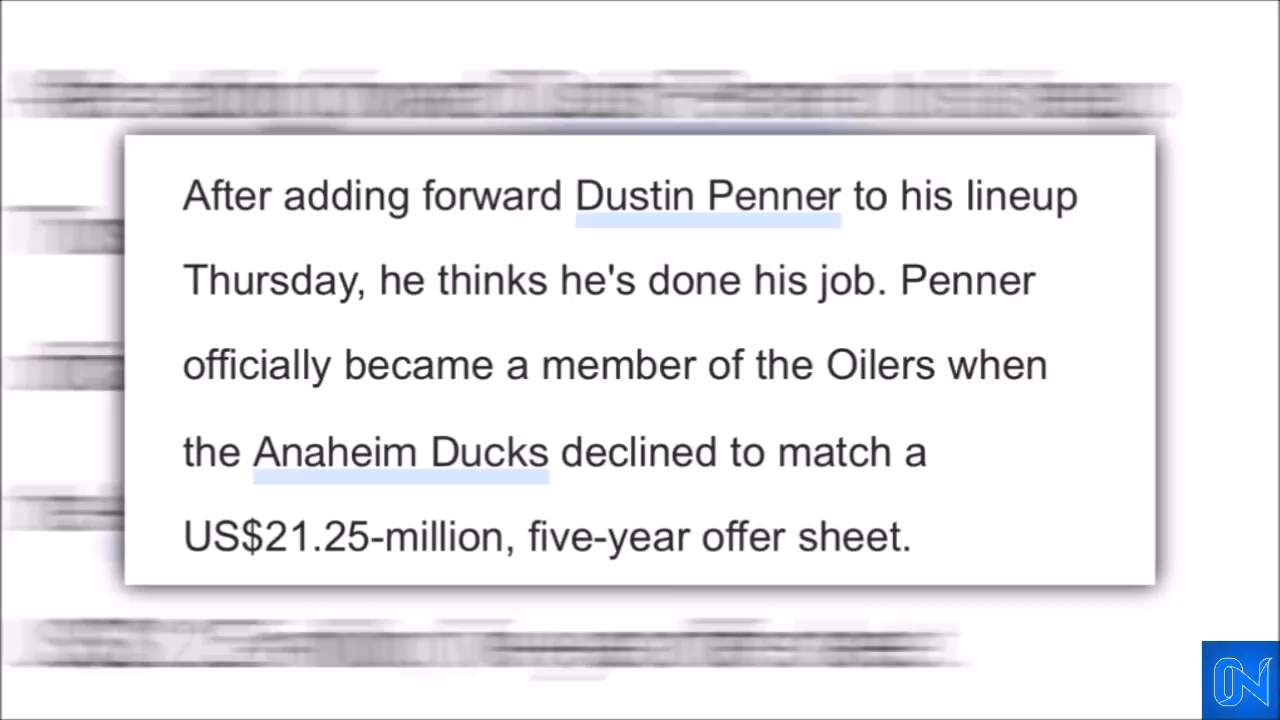 After adding forward Dustin Penner to his lineup
Thursday, he thinks he's done his job. Penner
officially became a member of the Oilers when
the Anaheim Ducks declined to match a
US$21.25-million, five-year offer sheet.
ON